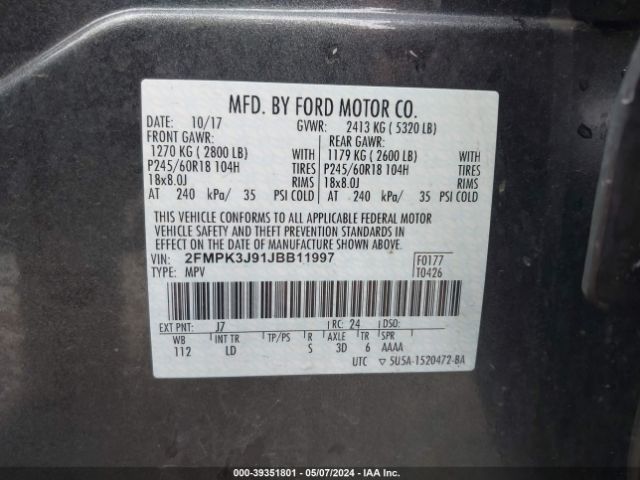 MFD. BY FORD MOTOR CO.
DATE: 10/17 GVWR: 2413 KG ( 5320 LB)
FRONT GAWR: REAR GAWR:
1270 KG ( 2800 LB) WITH 1179 KG ( 2600 LB) WITH
P245/60R18 104H TIRES P245/60R18 104H TIRES
18x8.0J RIMS 18x8.0J RIMS
AT 240 kPa/ 35 PSI COLD AT 240 kPa/ 35 PSI COLD
THIS VEHICLE CONFORMS TO ALL APPLICABLE FEDERAL MOTOR
VEHICLE SAFETY AND THEFT PREVENTION STANDARDS IN
EFFECT ON THE DATE OF MANUFACTURE SHOWN ABOVE.
VIN: 2FMPK3J91JBB11997 F0177
TYPE: MPV T0426
EXT PNT: J7 RC: 24 DSO:
WB INT TR TP/PS R AXLE TR SPR
112 LD S 3D 6 AAAA
UTC ▽ 5U5A-1520472-BA
000-39351801 - 05/07/2024 - IAA Inc.